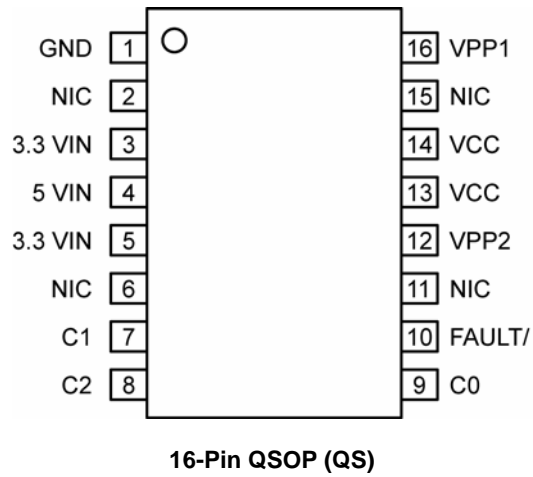 GND 1 16 VPP1
NIC 2 15 NIC
3.3 VIN 3 14 VCC
5 VIN 4 13 VCC
3.3 VIN 5 12 VPP2
NIC 6 11 NIC
C1 7 10 FAULT/
C2 8 9 C0
16-Pin QSOP (QS)